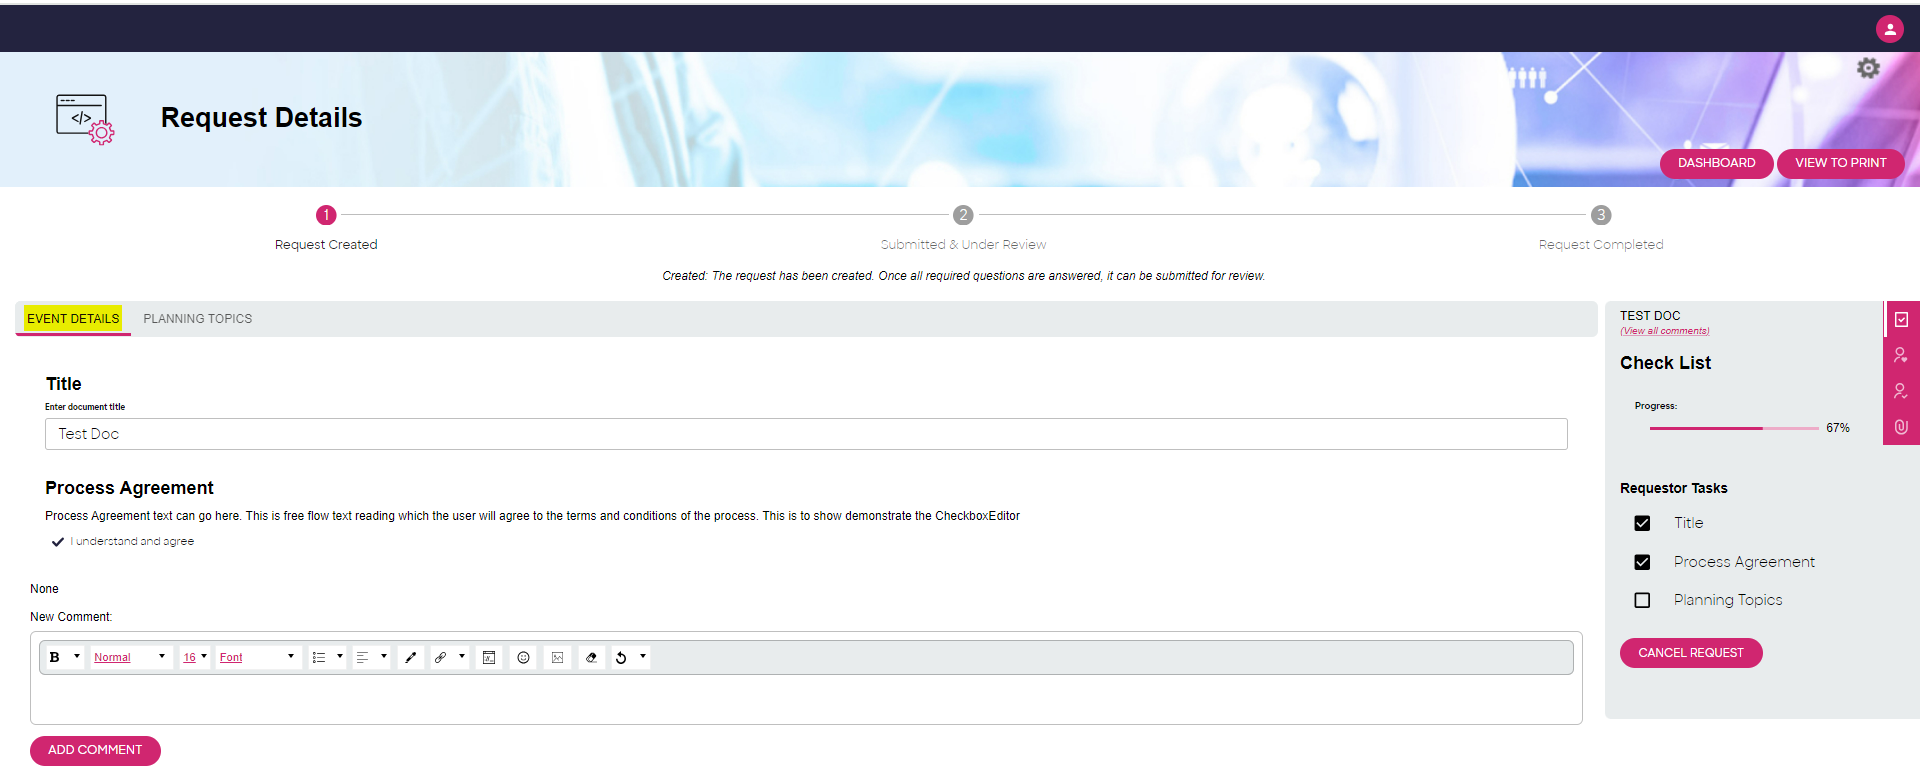 </>
Request Details
DASHBOARD
VIEW TO PRINT
1
2
3
Request Created
Submitted & Under Review
Request Completed
Created: The request has been created. Once all required questions are answered, it can be submitted for review.
EVENT DETAILS
PLANNING TOPICS
Title
Enter document title
Test Doc
Process Agreement
Process Agreement text can go here. This is free flow text reading which the user will agree to the terms and conditions of the process. This is to show demonstrate the CheckboxEditor
I understand and agree
None
New Comment:
B
Normal
16
Font
ADD COMMENT
TEST DOC
(View all comments)
Check List
Progress:
67%
Requestor Tasks
Title
Process Agreement
Planning Topics
CANCEL REQUEST